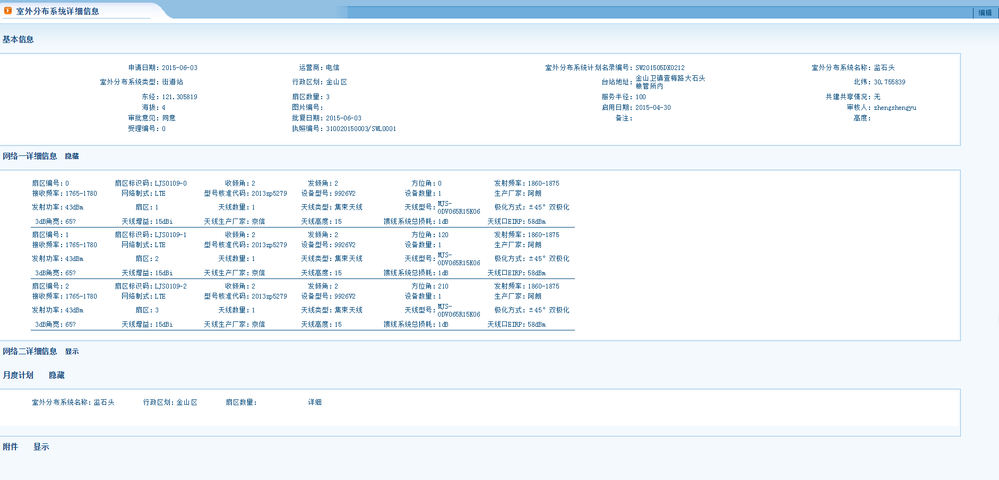 室外分布系统详细信息
编辑
基本信息
申请日期：2015-06-03 运营商：电信 室外分布系统计划名录编号：SW201505DX0212 室外分布系统名称：监石头
室外分布系统类型：街道站 行政区划：金山区 台站地址：金山卫镇查梅路大石头粮管所内 北纬：30.755839
东经：121.305819 扇区数量：3 服务半径：100 共建共享情况：无
海拔：4 图片编号： 启用日期：2015-04-30 审核人：zhengshengyu
审批意见：同意 批复日期：2015-06-03 备注： 高度：
受理编号：0 执照编号：310020150003/SWL0001
网络一详细信息 隐藏
扇区编号：0 扇区标识码：LJS0109-0 收倾角：2 发倾角：2 方位角：0 发射频率：1860-1875
接收频率：1765-1780 网络制式：LTE 型号核准代码：2013zp5279 设备型号：9926V2 设备数量：1 生产厂家：阿朗
发射功率：43dBm 扇区：1 天线数量：1 天线类型：集束天线 天线型号：MJS-ODV065R15K06 极化方式：±45° 双极化
3dB角宽：65? 天线增益：15dBi 天线生产厂家：京信 天线高度：15 馈线系统总损耗：1dB 天线口EIRP：58dBm
扇区编号：1 扇区标识码：LJS0109-1 收倾角：2 发倾角：2 方位角：120 发射频率：1860-1875
接收频率：1765-1780 网络制式：LTE 型号核准代码：2013zp5279 设备型号：9926V2 设备数量：1 生产厂家：阿朗
发射功率：43dBm 扇区：2 天线数量：1 天线类型：集束天线 天线型号：MJS-ODV065R15K06 极化方式：±45° 双极化
3dB角宽：65? 天线增益：15dBi 天线生产厂家：京信 天线高度：15 馈线系统总损耗：1dB 天线口EIRP：58dBm
扇区编号：2 扇区标识码：LJS0109-2 收倾角：2 发倾角：2 方位角：210 发射频率：1860-1875
接收频率：1765-1780 网络制式：LTE 型号核准代码：2013zp5279 设备型号：9926V2 设备数量：1 生产厂家：阿朗
发射功率：43dBm 扇区：3 天线数量：1 天线类型：集束天线 天线型号：MJS-ODV065R15K06 极化方式：±45° 双极化
3dB角宽：65? 天线增益：15dBi 天线生产厂家：京信 天线高度：15 馈线系统总损耗：1dB 天线口EIRP：58dBm
网络二详细信息 显示
月度计划 隐藏
室外分布系统名称：监石头 行政区划：金山区 扇区数量： 详细
附件 显示